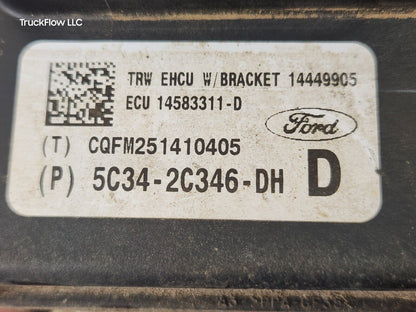 TruckFlow LLC
TRW EHCU W/BRACKET 14449905
ECU 14583311-D
Ford
(T) CQFM251410405
(P) 5C34-2C346-DH D